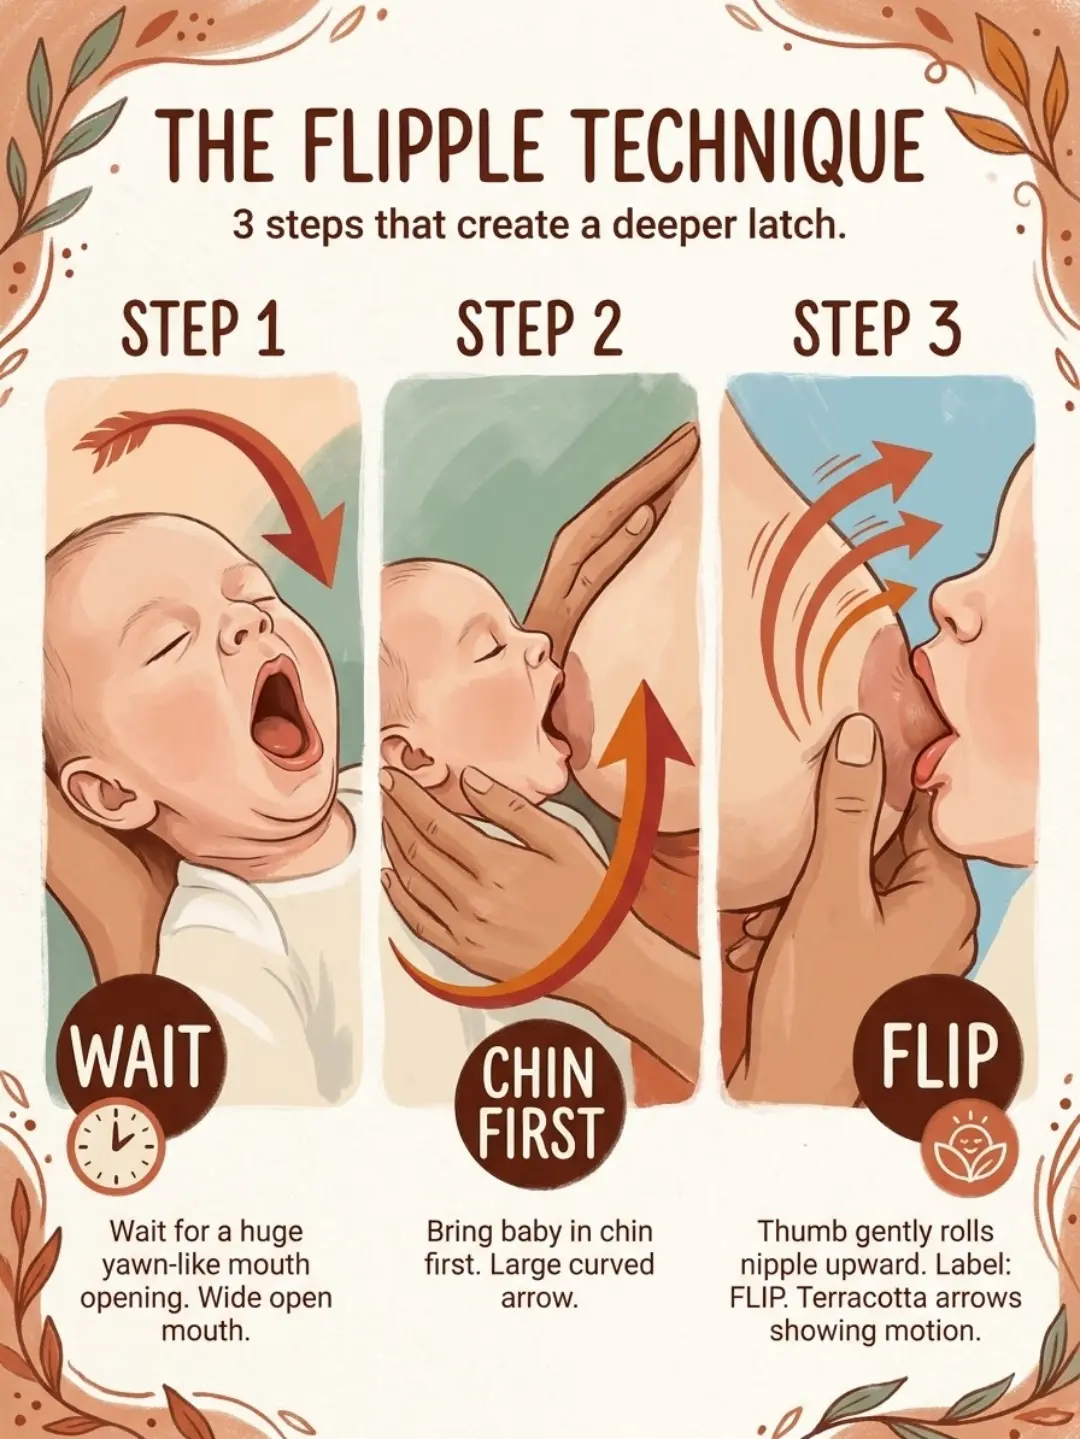 THE FLIPPLE TECHNIQUE
3 steps that create a deeper latch.
STEP 1
STEP 2
STEP 3
WAIT
CHIN
FIRST
FLIP
Wait for a huge
yawn-like mouth
opening. Wide open
mouth.
Bring baby in chin
first. Large curved
arrow.
Thumb gently rolls
nipple upward. Label:
FLIP. Terracotta arrows
showing motion.